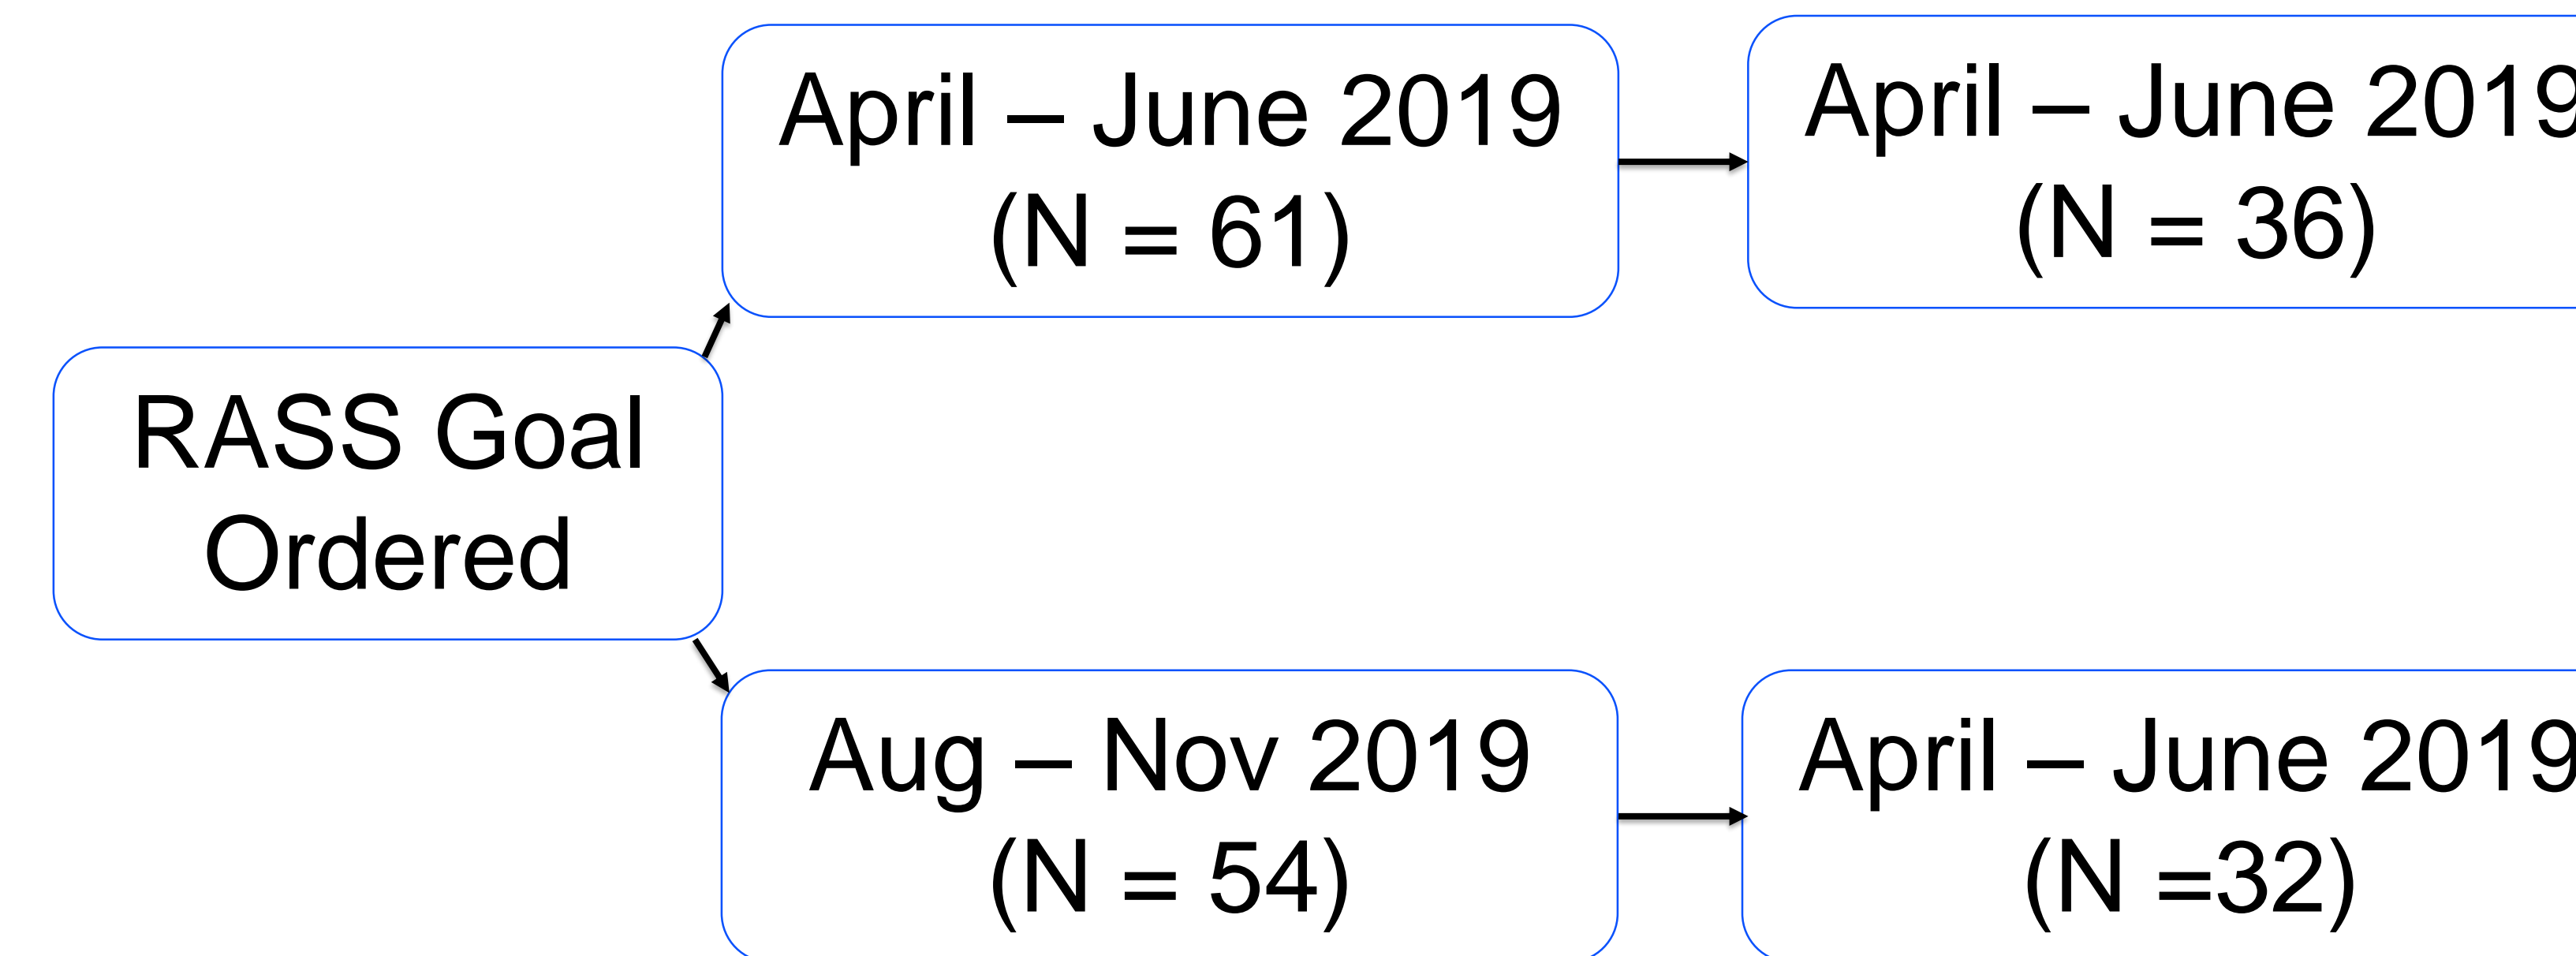 April – June 2019
(N = 61)
April – June 2019
(N = 36)
RASS Goal
Ordered
Aug – Nov 2019
(N = 54)
April – June 2019
(N =32)